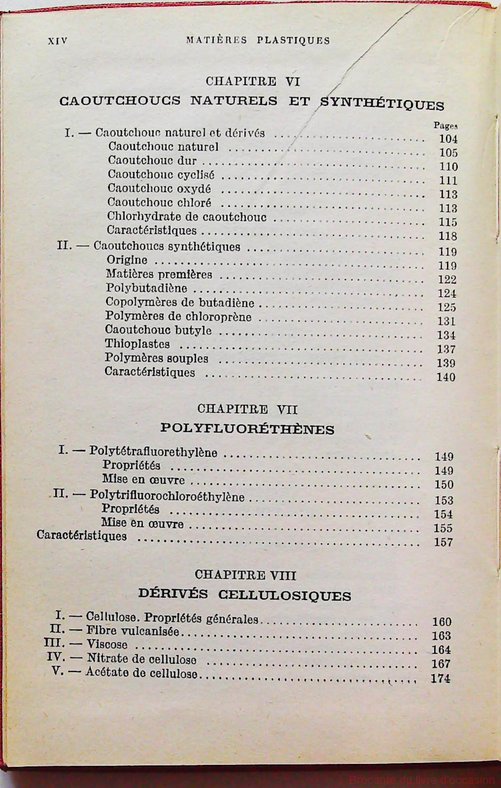 XIV MATIÈRES PLASTIQUES
CHAPITRE VI
CAOUTCHOUCS NATURELS ET SYNTHÉTIQUES
Pages
I. — Caoutchouc naturel et dérivés .................... 104
Caoutchouc naturel .................... 105
Caoutchouc dur .................... 110
Caoutchouc cyclisé .................... 111
Caoutchouc oxydé .................... 113
Caoutchouc chloré .................... 113
Chlorhydrate de caoutchouc .................... 115
Caractéristiques .................... 118
II. — Caoutchoucs synthétiques .................... 119
Origine .................... 119
Matières premières .................... 122
Polybutadiène .................... 124
Copolymères de butadiène .................... 125
Polymères de chloroprène .................... 131
Caoutchouc butyle .................... 134
Thioplastes .................... 137
Polymères souples .................... 139
Caractéristiques .................... 140
CHAPITRE VII
POLYFLUORÉTHÈNES
I. — Polytétrafluorethylène .................... 149
Propriétés .................... 149
Mise en œuvre .................... 150
II. — Polytrifluorochloroéthylène .................... 153
Propriétés .................... 154
Mise en œuvre .................... 155
Caractéristiques .................... 157
CHAPITRE VIII
DÉRIVÉS CELLULOSIQUES
I. — Cellulose. Propriétés générales .................... 160
II. — Fibre vulcanisée .................... 163
III. — Viscose .................... 164
IV. — Nitrate de cellulose .................... 167
V. — Acétate de cellulose .................... 174
Brocante du livre d'occasion